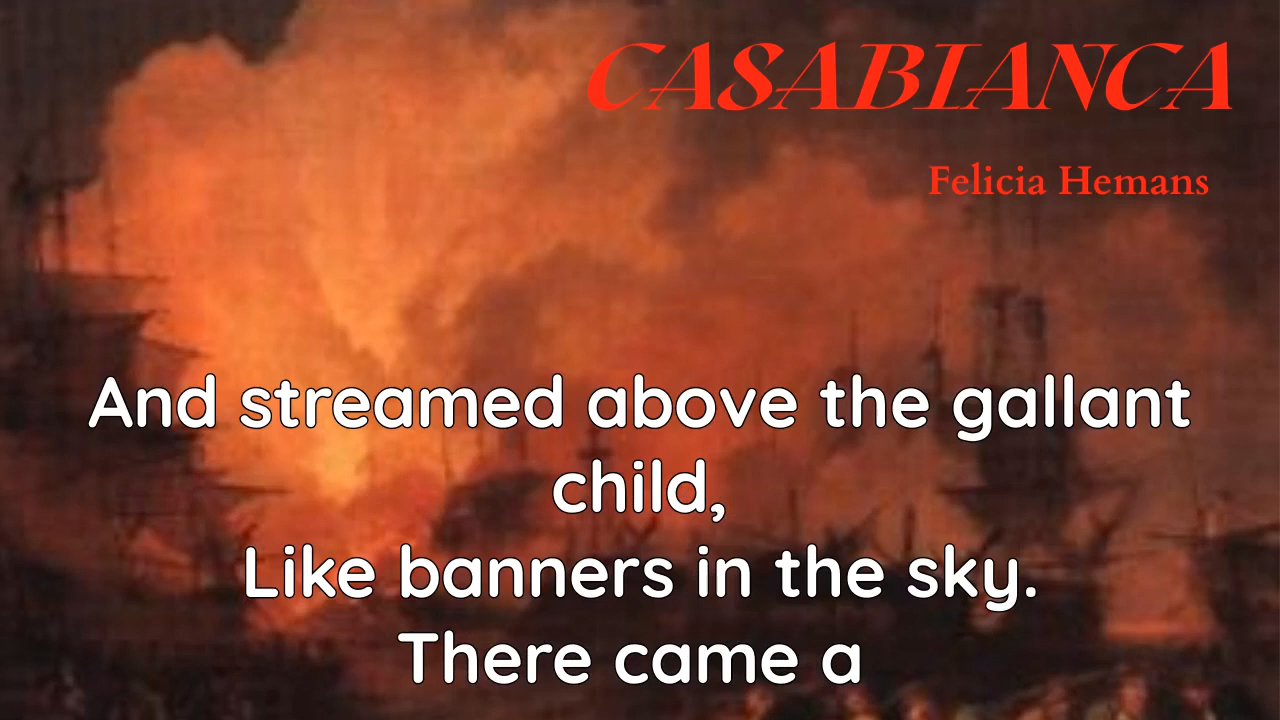 CASABIANCA
Felicia Hemans
And streamed above the gallant
child,
Like banners in the sky.
There came a